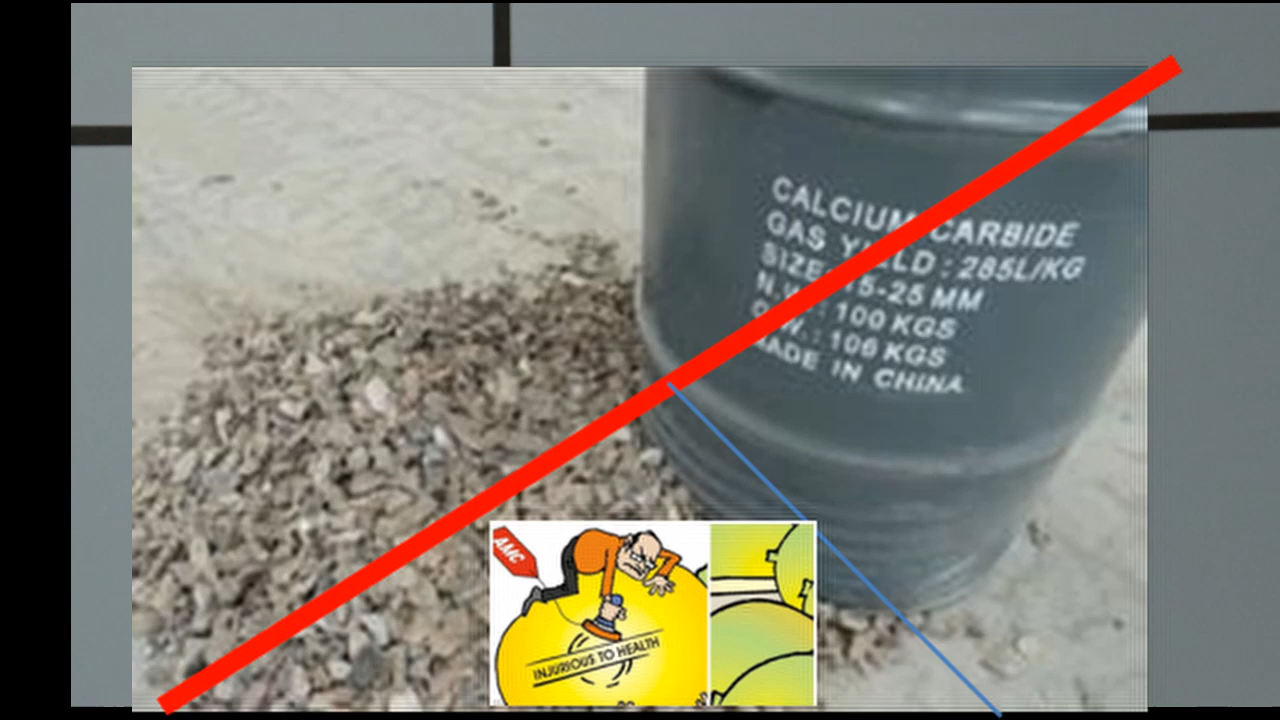 CALCIUM CARBIDE
GAS YIELD : 285L/KG
SIZE : 15-25 MM
N.W. : 100 KGS
G.W. : 106 KGS
MADE IN CHINA
AMC
INJURIOUS TO HEALTH